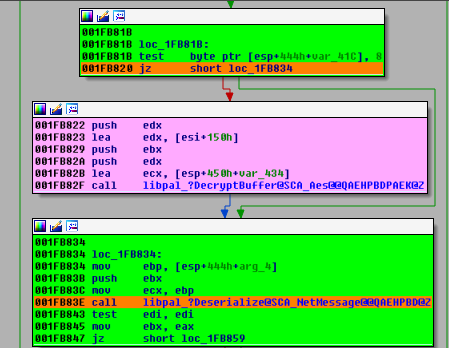 001FB81B
001FB81B loc_1FB81B:
001FB81B test byte ptr [esp+444h+var_41C], 8
001FB820 jz short loc_1FB834
001FB822 push edx
001FB823 lea edx, [esi+150h]
001FB829 push ebx
001FB82A push edx
001FB82B lea ecx, [esp+450h+var_434]
001FB82F call libpal_?DecryptBuffer@SCA_Aes@@QAEHPBDPAEK@Z
001FB834
001FB834 loc_1FB834:
001FB834 mov ebp, [esp+444h+arg_4]
001FB83B push ebx
001FB83C mov ecx, ebp
001FB83E call libpal_?Deserialize@SCA_NetMessage@@QAEHPBD@Z
001FB843 test edi, edi
001FB845 mov ebx, eax
001FB847 jz short loc_1FB859